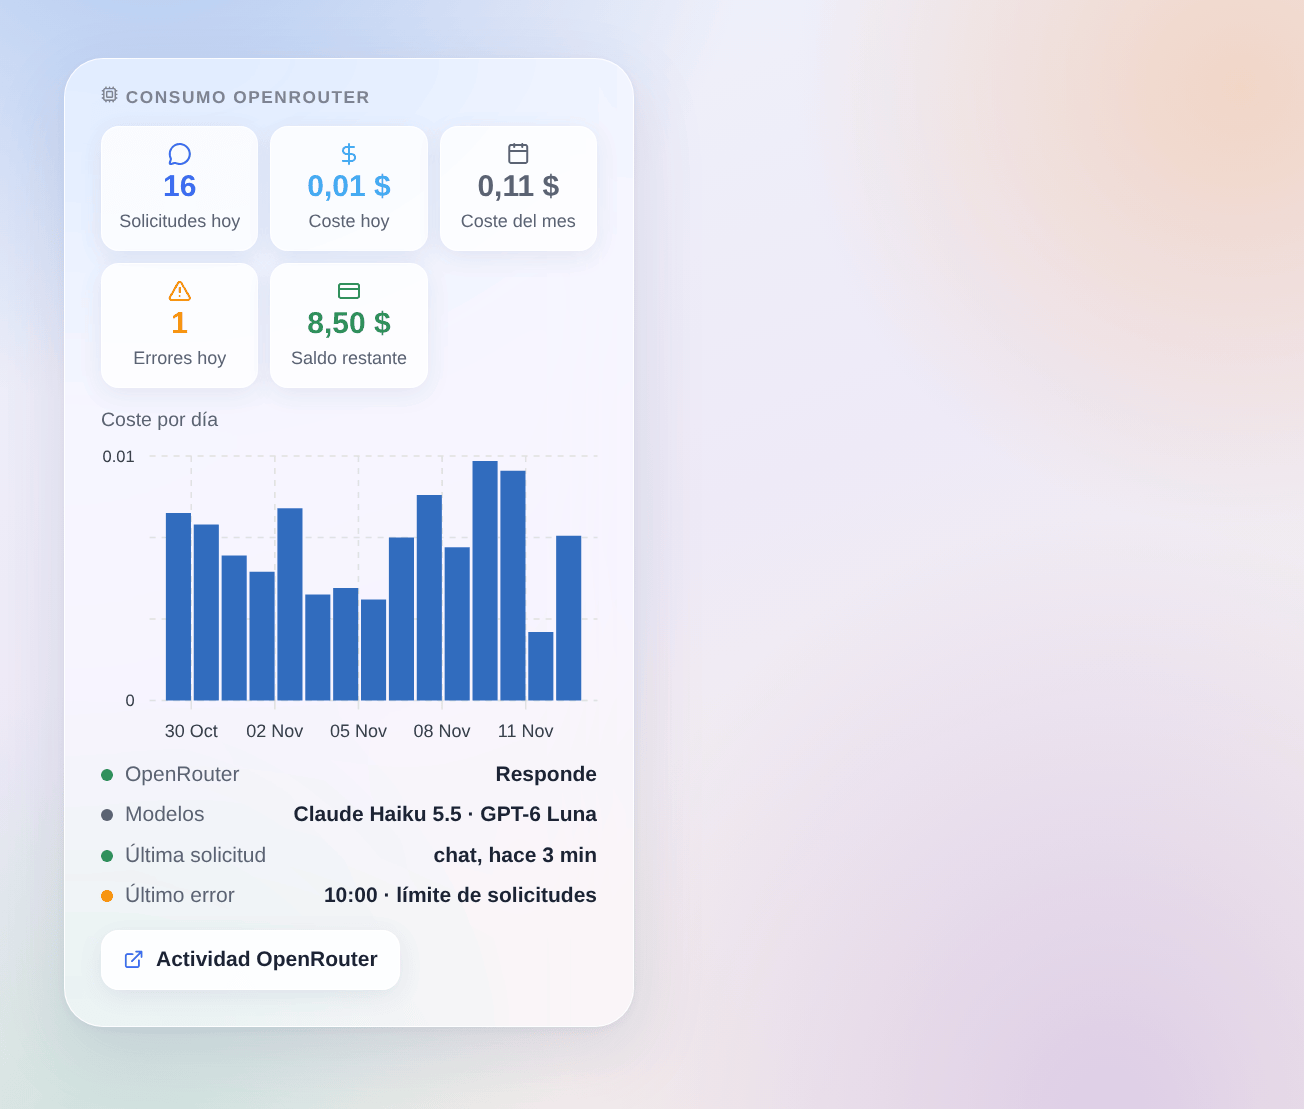 CONSUMO OPENROUTER
16
Solicitudes hoy
0,01 $
Coste hoy
0,11 $
Coste del mes
1
Errores hoy
8,50 $
Saldo restante
Coste por día
0.01
0
30 Oct 02 Nov 05 Nov 08 Nov 11 Nov
OpenRouter Responde
Modelos Claude Haiku 5.5 · GPT-6 Luna
Última solicitud chat, hace 3 min
Último error 10:00 · límite de solicitudes
Actividad OpenRouter